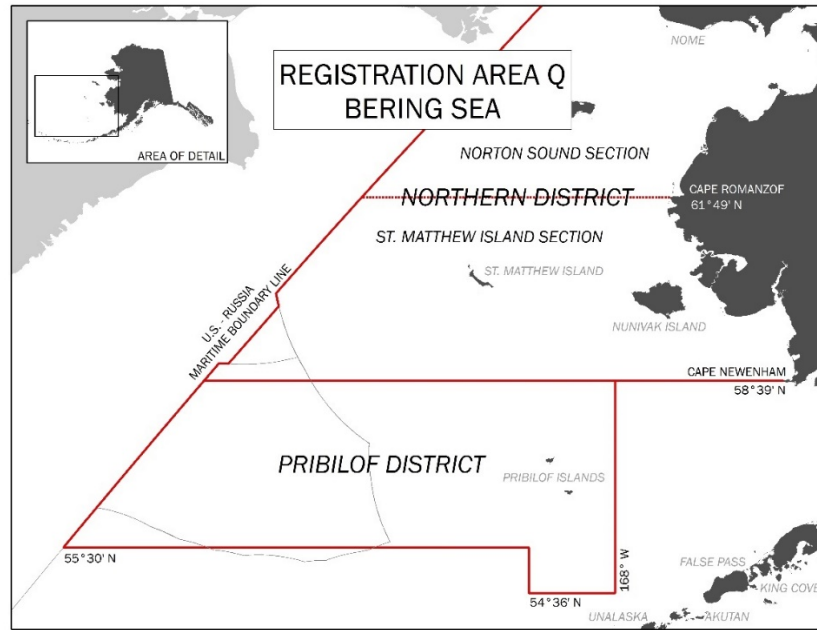 REGISTRATION AREA Q
BERING SEA
NOME
AREA OF DETAIL
NORTON SOUND SECTION
CAPE ROMANZOF
61°49' N
NORTHERN DISTRICT
ST. MATTHEW ISLAND SECTION
ST. MATTHEW ISLAND
NUNIVAK ISLAND
U.S. - RUSSIA
MARITIME BOUNDARY LINE
CAPE NEWENHAM
58°39' N
PRIBILOF DISTRICT
PRIBILOF ISLANDS
55°30' N
168° W
54°36' N
FALSE PASS
KING COVE
UNALASKA
AKUTAN